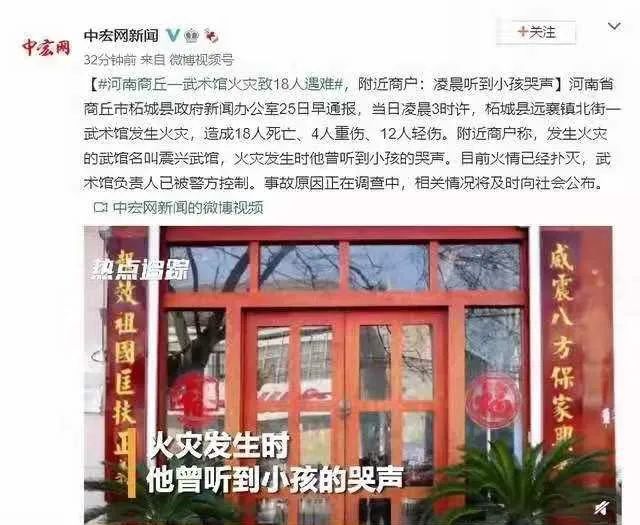 中宏网
中宏网新闻
32分钟前 来自 微博视频号
+关注
【#河南商丘一武术馆火灾致18人遇难#，附近商户：凌晨听到小孩哭声】河南省
商丘市柘城县政府新闻办公室25日早通报，当日凌晨3时许，柘城县远襄镇北街一
武术馆发生火灾，造成18人死亡、4人重伤、12人轻伤。附近商户称，发生火灾
的武馆名叫震兴武馆，火灾发生时他曾听到小孩的哭声。目前火情已经扑灭，武
术馆负责人已被警方控制。事故原因正在调查中，相关情况将及时向社会公布。
中宏网新闻的微博视频
热点追踪
效祖國匡扶正
威震八方保家
福
福
火灾发生时
他曾听到小孩的哭声